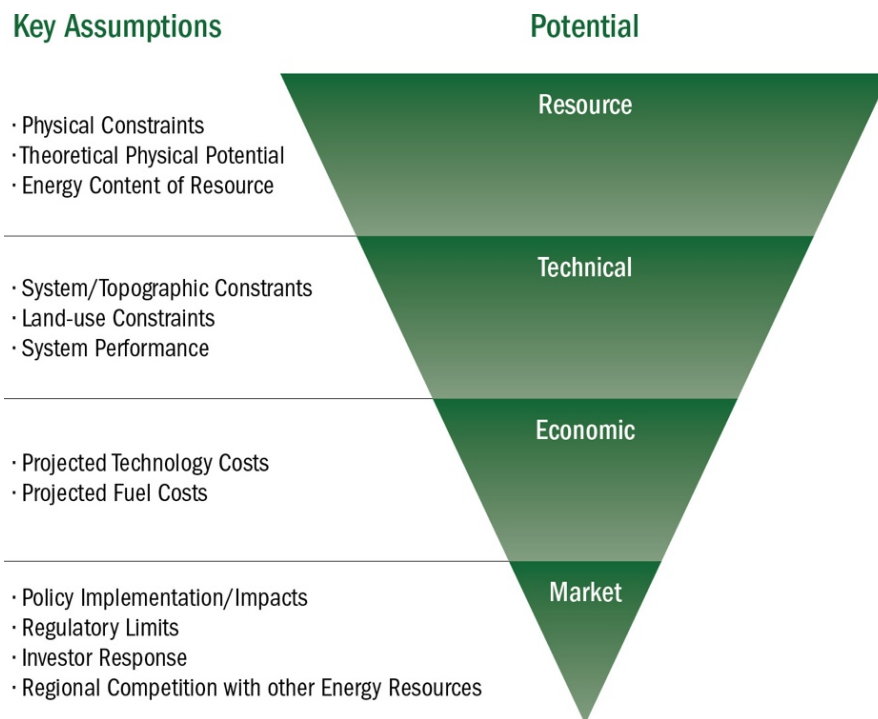 Key Assumptions
Potential
Resource
· Physical Constraints
· Theoretical Physical Potential
· Energy Content of Resource
Technical
· System/Topographic Constrants
· Land-use Constraints
· System Performance
Economic
· Projected Technology Costs
· Projected Fuel Costs
Market
· Policy Implementation/Impacts
· Regulatory Limits
· Investor Response
· Regional Competition with other Energy Resources